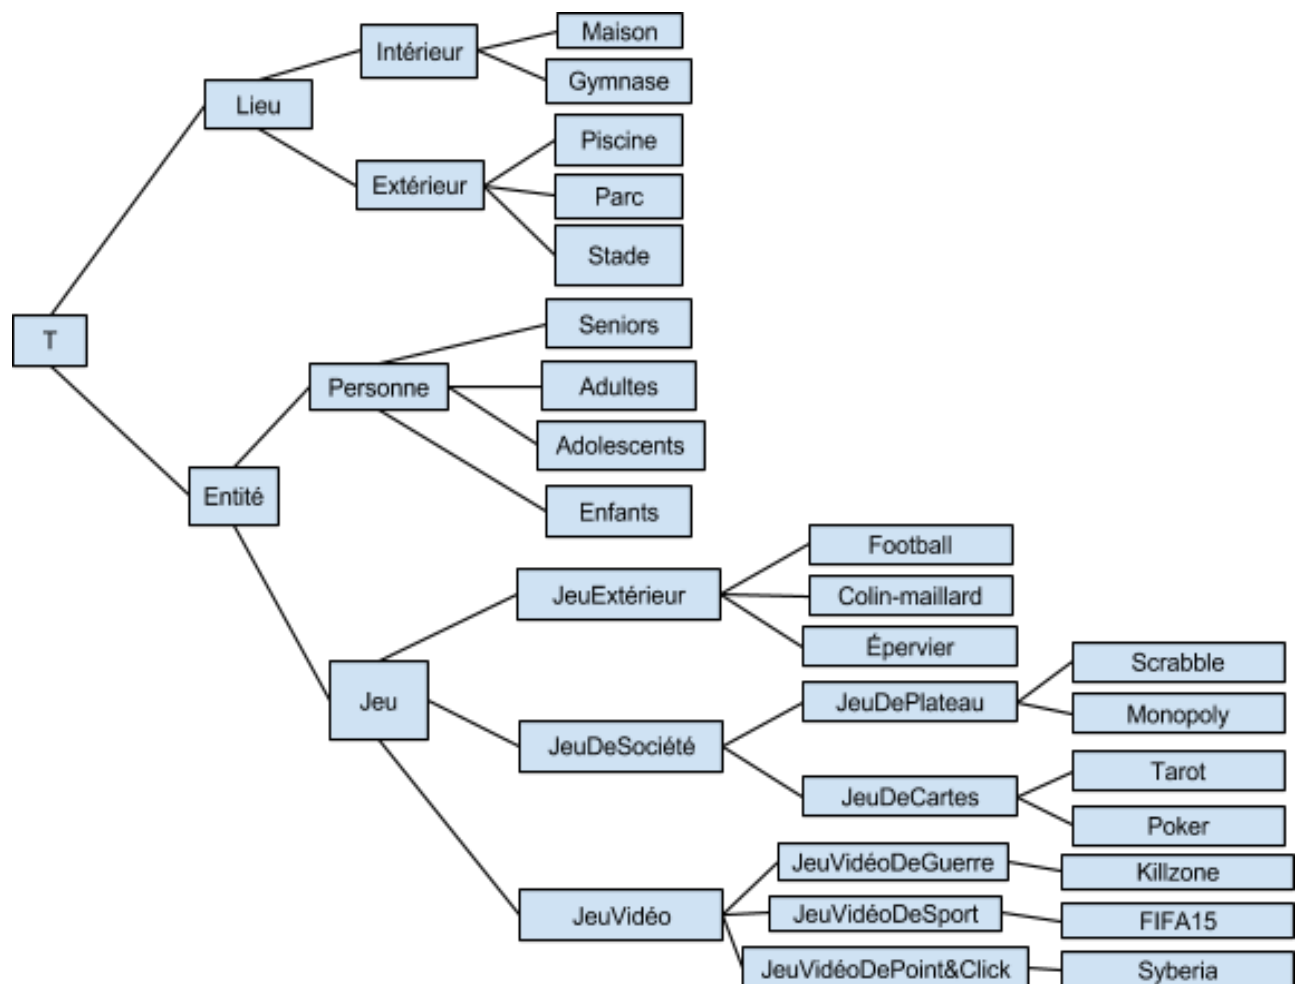 Maison
Intérieur
Gymnase
Lieu
Piscine
Extérieur
Parc
Stade
T
Seniors
Personne
Adultes
Adolescents
Entité
Enfants
Football
JeuExtérieur
Colin-maillard
Épervier
Scrabble
Jeu
JeuDePlateau
Monopoly
JeuDeSociété
Tarot
JeuDeCartes
Poker
JeuVidéoDeGuerre
Killzone
JeuVidéo
JeuVidéoDeSport
FIFA15
JeuVidéoDePoint&Click
Syberia